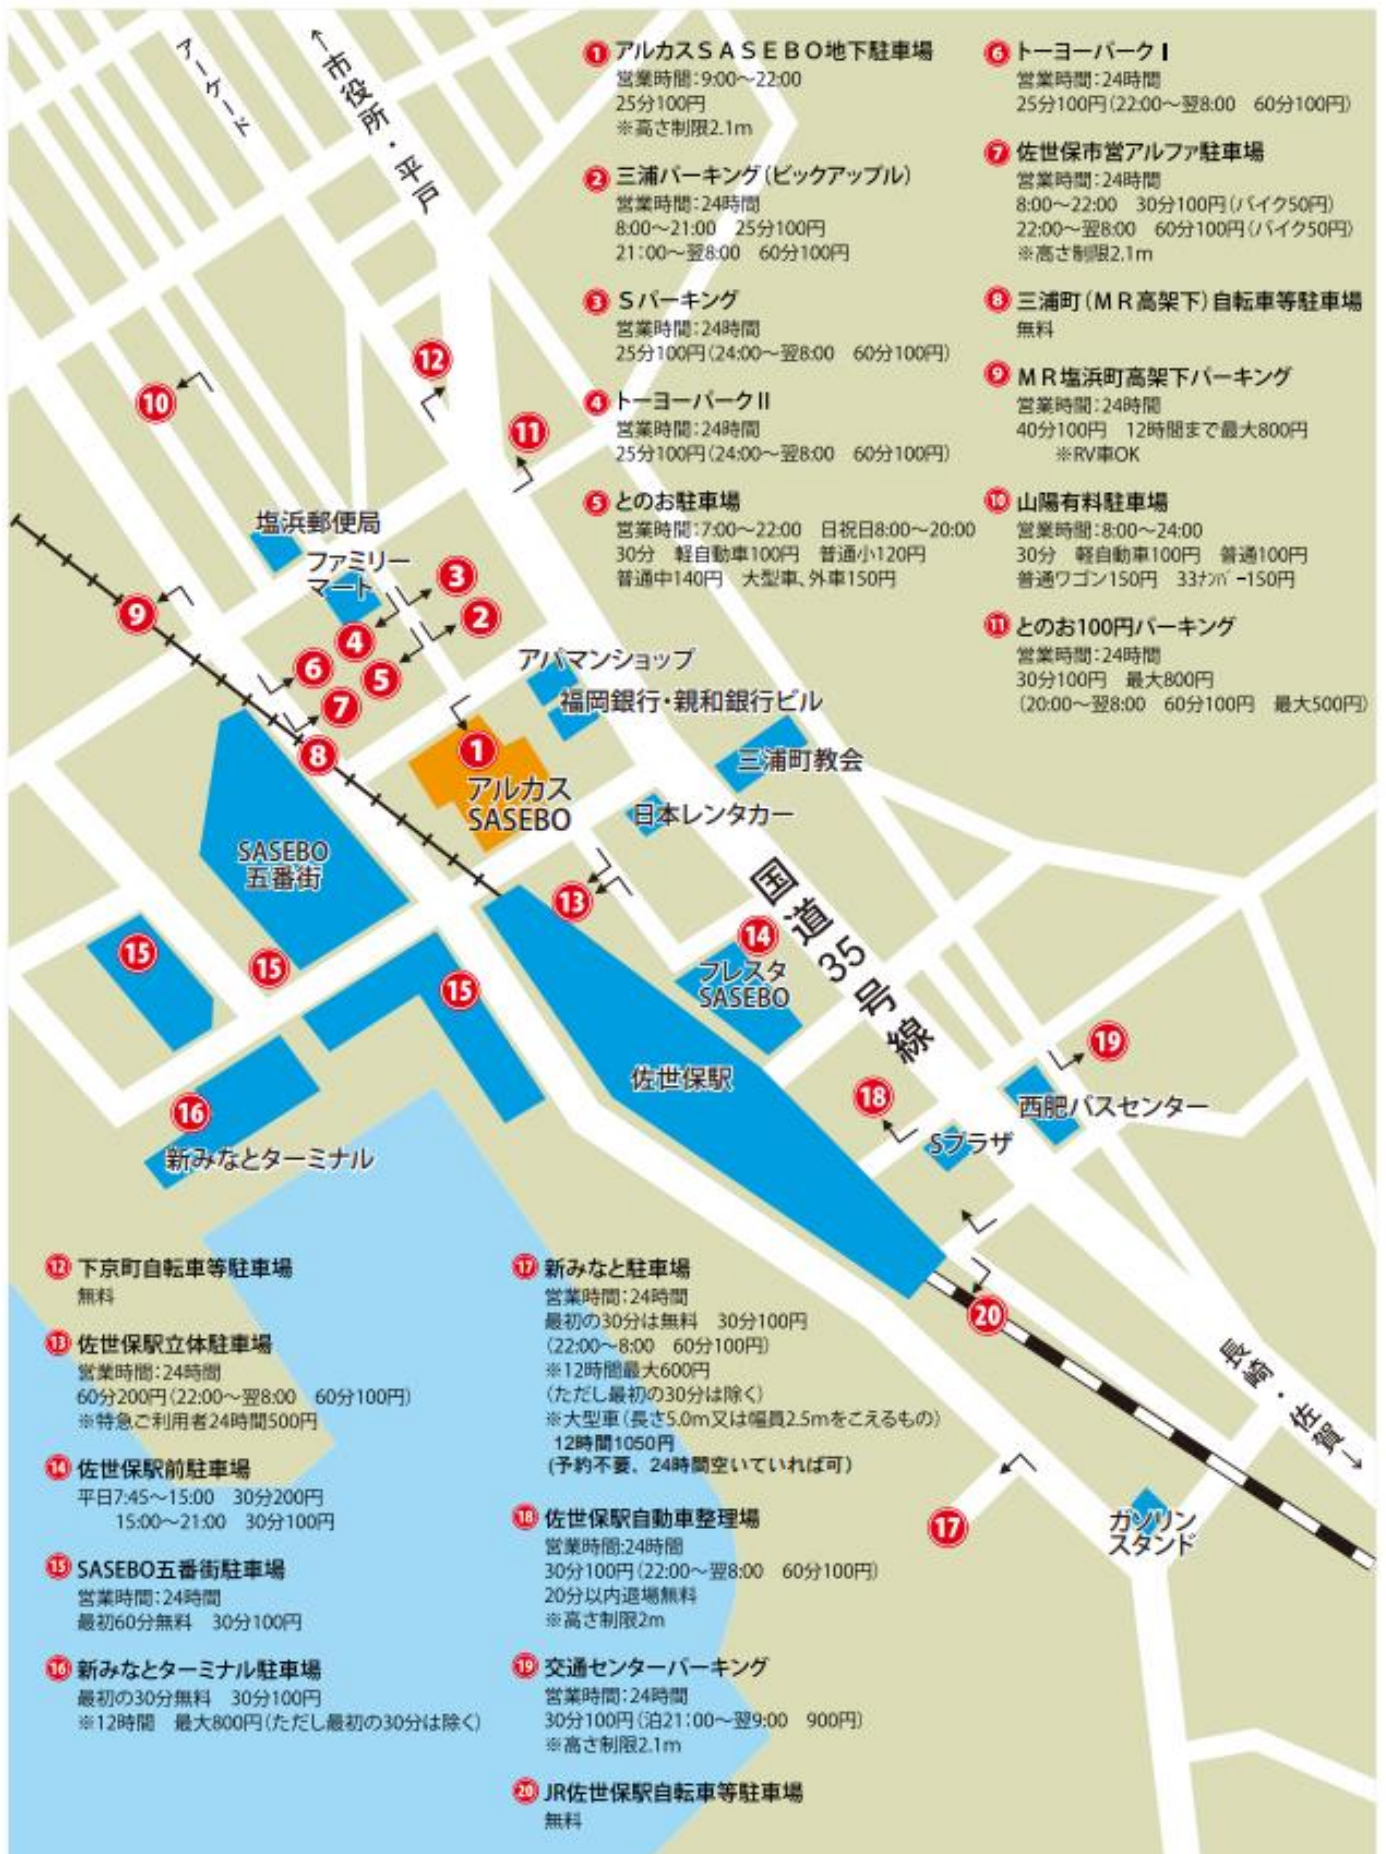 アーケード
↑市役所・平戸
❶ アルカスＳＡＳＥＢＯ地下駐車場
営業時間：9:00〜22:00
25分100円
※高さ制限2.1m
❷ 三浦パーキング（ビックアップル）
営業時間：24時間
8:00〜21:00　25分100円
21:00〜翌8:00　60分100円
❸ Ｓパーキング
営業時間：24時間
25分100円（24:00〜翌8:00　60分100円）
❹ トーヨーパークⅡ
営業時間：24時間
25分100円（24:00〜翌8:00　60分100円）
❺ とのお駐車場
営業時間：7:00〜22:00　日祝日8:00〜20:00
30分　軽自動車100円　普通小120円
普通中140円　大型車、外車150円
❻ トーヨーパークⅠ
営業時間：24時間
25分100円（22:00〜翌8:00　60分100円）
❼ 佐世保市営アルファ駐車場
営業時間：24時間
8:00〜22:00　30分100円（バイク50円）
22:00〜翌8:00　60分100円（バイク50円）
※高さ制限2.1m
❽ 三浦町（ＭＲ高架下）自転車等駐車場
無料
❾ ＭＲ塩浜町高架下パーキング
営業時間：24時間
40分100円　12時間まで最大800円
※RV車OK
❿ 山陽有料駐車場
営業時間：8:00〜24:00
30分　軽自動車100円　普通100円
普通ワゴン150円　33ﾅﾝﾊﾞｰ150円
⓫ とのお100円パーキング
営業時間：24時間
30分100円　最大800円
（20:00〜翌8:00　60分100円　最大500円）
⓬
❿
⓫
塩浜郵便局
ファミリー
マート
❸
❾
❷
❹
❻
❺
❼
❽
アパマンショップ
福岡銀行・親和銀行ビル
❶
アルカス
SASEBO
三浦町教会
日本レンタカー
SASEBO
五番街
国道35号線
⓭
⓮
フレスタ
SASEBO
⓯
⓯
⓯
佐世保駅
⓳
⓲
西肥バスセンター
Sプラザ
⓰
新みなとターミナル
⓴
長崎・佐賀→
⓱
ガソリン
スタンド
⓬ 下京町自転車等駐車場
無料
⓭ 佐世保駅立体駐車場
営業時間：24時間
60分200円（22:00〜翌8:00　60分100円）
※特急ご利用者24時間500円
⓮ 佐世保駅前駐車場
平日7:45〜15:00　30分200円
15:00〜21:00　30分100円
⓯ SASEBO五番街駐車場
営業時間：24時間
最初60分無料　30分100円
⓰ 新みなとターミナル駐車場
最初の30分無料　30分100円
※12時間　最大800円（ただし最初の30分は除く）
⓱ 新みなと駐車場
営業時間：24時間
最初の30分は無料　30分100円
（22:00〜8:00　60分100円）
※12時間最大600円
（ただし最初の30分は除く）
※大型車（長さ5.0m又は幅員2.5mをこえるもの）
12時間1050円
(予約不要、24時間空いていれば可)
⓲ 佐世保駅自動車整理場
営業時間:24時間
30分100円（22:00〜翌8:00　60分100円）
20分以内退場無料
※高さ制限2m
⓳ 交通センターパーキング
営業時間：24時間
30分100円（泊21:00〜翌9:00　900円）
※高さ制限2.1m
⓴ JR佐世保駅自転車等駐車場
無料